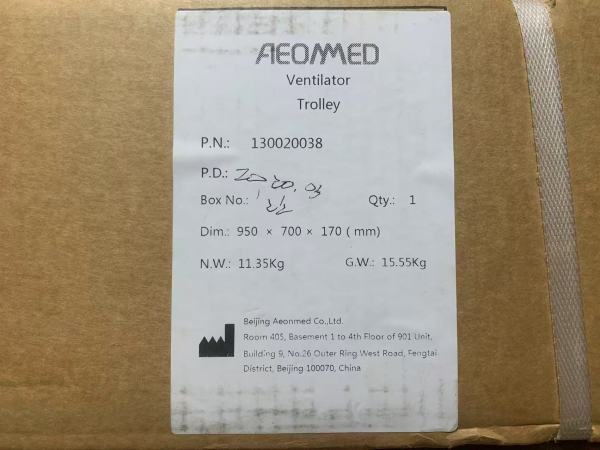 AEONMED
Ventilator
Trolley
P.N.: 130020038
P.D.: 2020.03
Box No.: 1/2 Qty.: 1
Dim.: 950 × 700 × 170 (mm)
N.W.: 11.35Kg G.W.: 15.55Kg
Beijing Aeonmed Co.,Ltd.
Room 405, Basement 1 to 4th Floor of 901 Unit,
Building 9, No.26 Outer Ring West Road, Fengtai
District, Beijing 100070, China